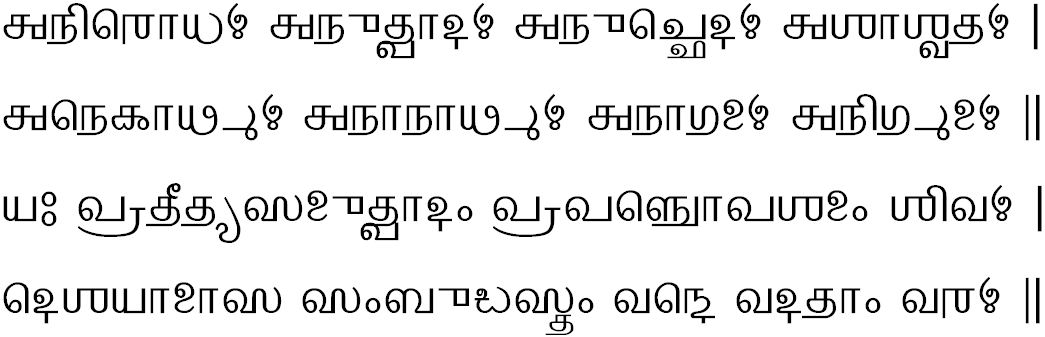 𑌅𑌨𑌿𑌰𑍋𑌧𑌮𑍍 𑌅𑌨𑍁𑌤𑍍𑌪𑌾𑌦𑌮𑍍 𑌅𑌨𑍁𑌚𑍍𑌛𑍇𑌦𑌮𑍍 𑌅𑌶𑌾𑌶𑍍𑌵𑌤𑌮𑍍 ।
𑌅𑌨𑍇𑌕𑌾𑌰𑍍𑌥𑌮𑍍 𑌅𑌨𑌾𑌨𑌾𑌰𑍍𑌥𑌮𑍍 𑌅𑌨𑌾𑌗𑌮𑌮𑍍 𑌅𑌨𑌿𑌰𑍍𑌗𑌮𑌮𑍍 ॥
𑌯𑌃 𑌪𑍍𑌰𑌤𑍀𑌤𑍍𑌯𑌸𑌮𑍁𑌤𑍍𑌪𑌾𑌦𑌂 𑌪𑍍𑌰𑌪𑌞𑍍𑌚𑍋𑌪𑌶𑌮𑌂 𑌶𑌿𑌵𑌮𑍍 ।
𑌦𑍇𑌶𑌯𑌾𑌮𑌾𑌸 𑌸𑌂𑌬𑍁𑌦𑍍𑌧𑌸𑍍𑌤𑌂 𑌵𑌨𑍍𑌦𑍇 𑌵𑌦𑌤𑌾𑌂 𑌵𑌰𑌮𑍍 ॥